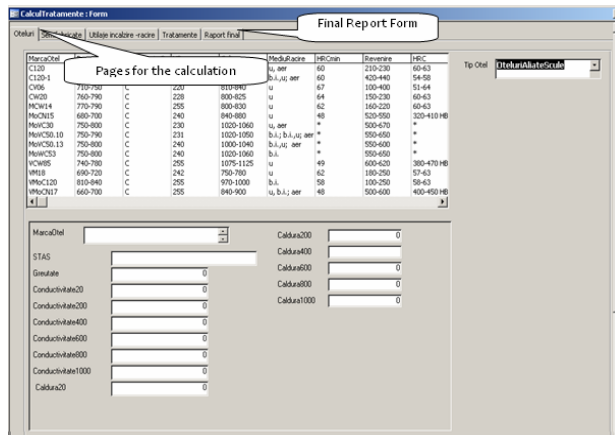 CalculTratamente : Form
Final Report Form
Oteluri Utilaje incalzire -racire Tratamente Raport final
Pages for the calculation
MarcaOtel MediuRacire HRCmin Revenire HRC
C120 u, aer 60 210-230 60-63
C120-1 b.i.,u; aer 60 420-440 54-58
CV06 710-750 C 220 810-840 u 67 100-400 51-64
CW20 760-790 C 228 800-825 u 64 150-230 60-63
MCW14 770-790 C 255 800-830 u 62 160-220 60-63
MoCN15 680-700 C 240 840-880 u 48 520-550 320-410 HB
MoVC30 750-800 C 230 1020-1060 u, aer * 500-670 *
MoVC50.10 750-790 C 231 1020-1050 b.i.; b.i.,u; aer * 500-600 *
MoVC50.13 750-800 C 240 1000-1040 b.i.,u; aer * 550-600 *
MoWC53 750-800 C 240 1020-1060 b.i. * 550-650 *
VCW85 740-780 C 255 1075-1125 u 49 600-620 380-470 HB
VM18 690-720 C 242 750-780 u 62 180-250 57-63
VMoC120 810-840 C 255 970-1000 b.i. 58 100-250 58-63
VMoCN17 660-700 C 255 840-900 u, b.i.; aer 48 500-600 400-450 HB
Tip Otel OteluriAliateScule
MarcaOtel
STAS
Greutate 0
Conductivitate20 0
Conductivitate200 0
Conductivitate400 0
Conductivitate600 0
Conductivitate800 0
Conductivitate1000 0
Caldura20 0
Caldura200 0
Caldura400
Caldura600 0
Caldura800 0
Caldura1000 0